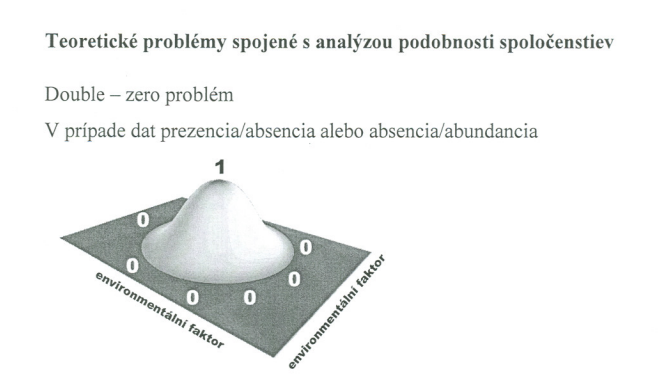 Teoretické problémy spojené s analýzou podobnosti spoločenstiev
Double – zero problém
V prípade dat prezencia/absencia alebo absencia/abundancia
1
0
0
0
0
0
0
environmentální faktor
environmentální faktor